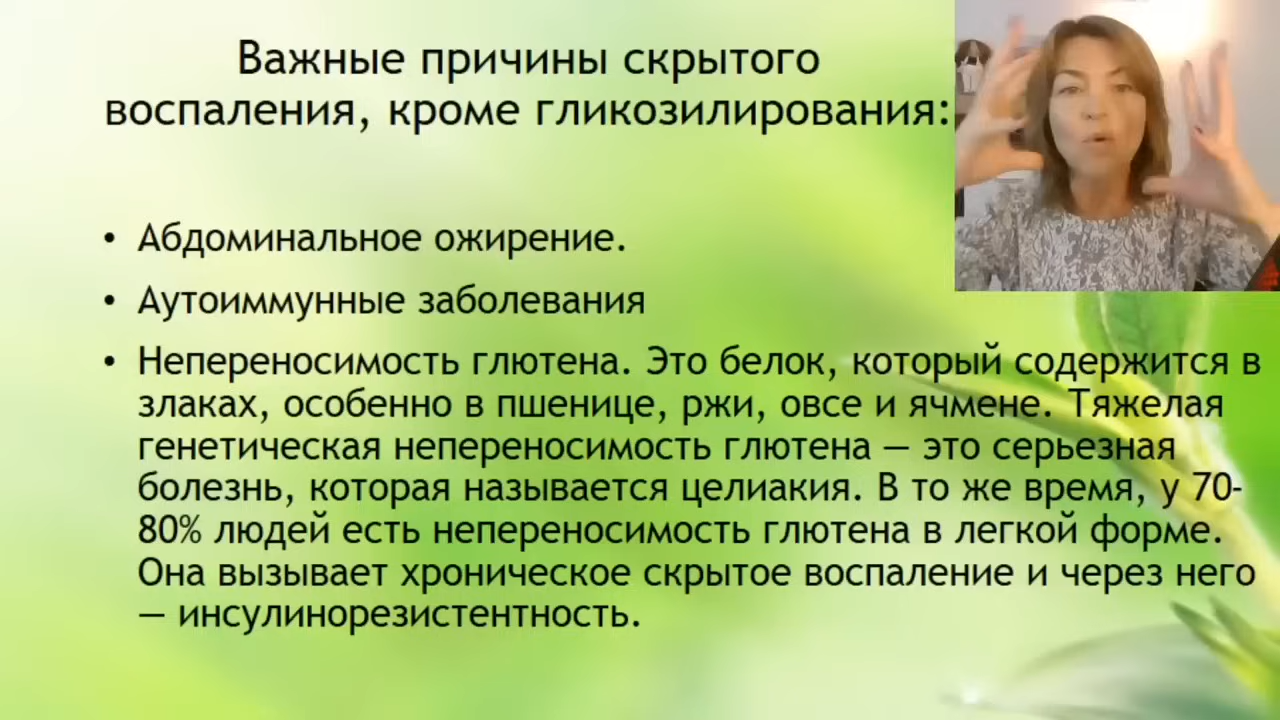 Важные причины скрытого
воспаления, кроме гликозилирования:
• Абдоминальное ожирение.
• Аутоиммунные заболевания
• Непереносимость глютена. Это белок, который содержится в
злаках, особенно в пшенице, ржи, овсе и ячмене. Тяжелая
генетическая непереносимость глютена — это серьезная
болезнь, которая называется целиакия. В то же время, у 70-
80% людей есть непереносимость глютена в легкой форме.
Она вызывает хроническое скрытое воспаление и через него
— инсулинорезистентность.